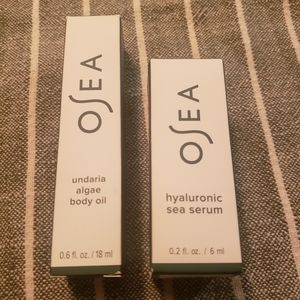 OSEA
undaria
algae
body oil
0.6 fl. oz. / 18 ml
OSEA
hyaluronic
sea serum
0.2 fl. oz. / 6 ml